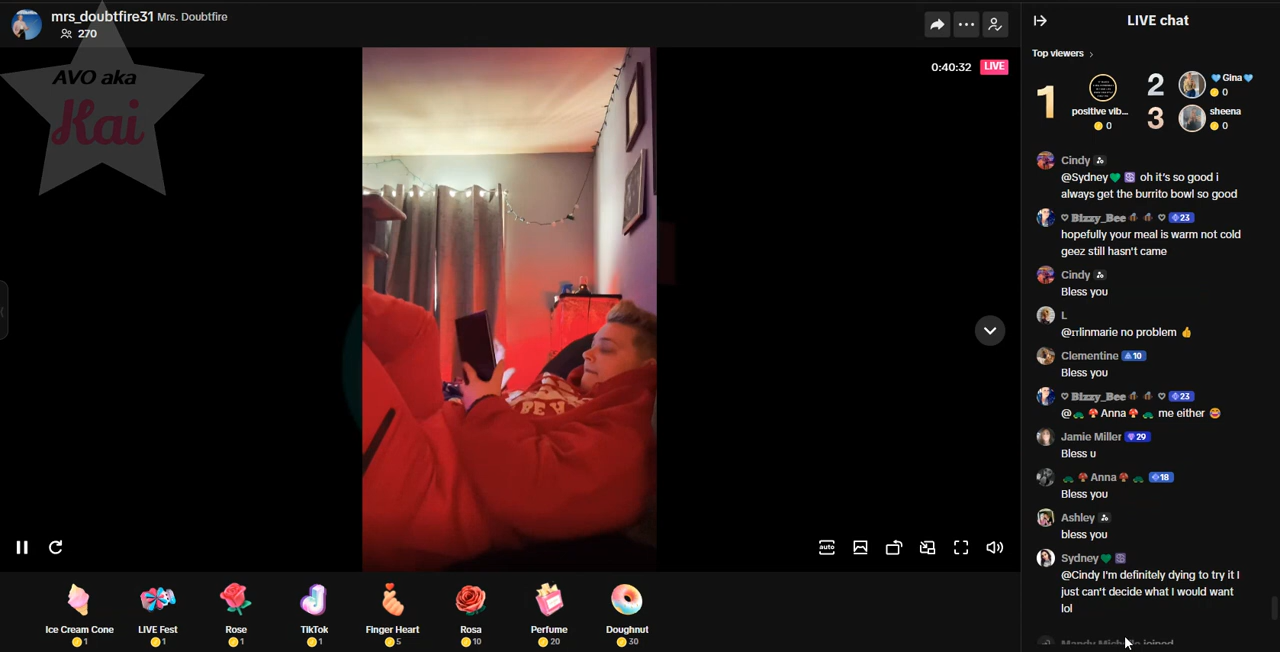 mrs_doubtfire31 Mrs. Doubtfire
270
AVO aka
Kai
0:40:32 LIVE
LIVE chat
Top viewers
1
positive vib...
0
2
Gina
0
3
sheena
0
Cindy
@Sydney💚 oh it's so good i
always get the burrito bowl so good
Bizzy_Bee 23
hopefully your meal is warm not cold
geez still hasn't came
Cindy
Bless you
L
@rrlinmarie no problem 👍
Clementine 10
Bless you
Bizzy_Bee 23
@🐢🍄Anna🍄🐢 me either 😂
Jamie Miller 29
Bless u
🐢🍄Anna🍄🐢 18
Bless you
Ashley
bless you
Sydney💚
@Cindy I'm definitely dying to try it I
just can't decide what I would want
lol
joined
BE
auto
Ice Cream Cone
1
LIVE Fest
1
Rose
1
TikTok
1
Finger Heart
5
Rosa
10
Perfume
20
Doughnut
30